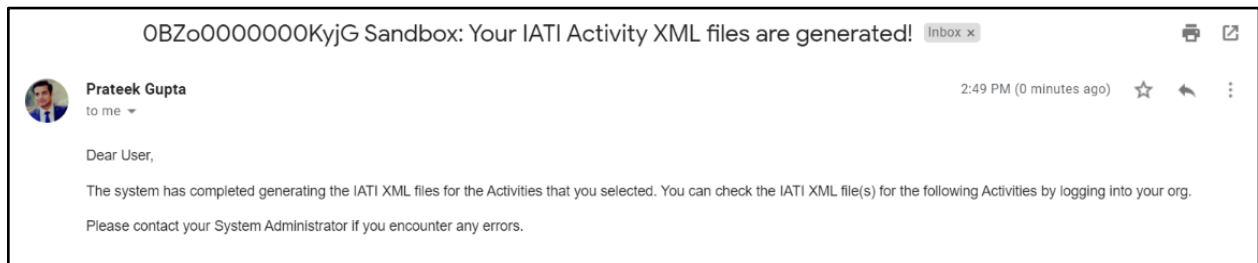 0BZo0000000KyjG Sandbox: Your IATI Activity XML files are generated! Inbox x
Prateek Gupta 2:49 PM (0 minutes ago)
to me
Dear User,
The system has completed generating the IATI XML files for the Activities that you selected. You can check the IATI XML file(s) for the following Activities by logging into your org.
Please contact your System Administrator if you encounter any errors.